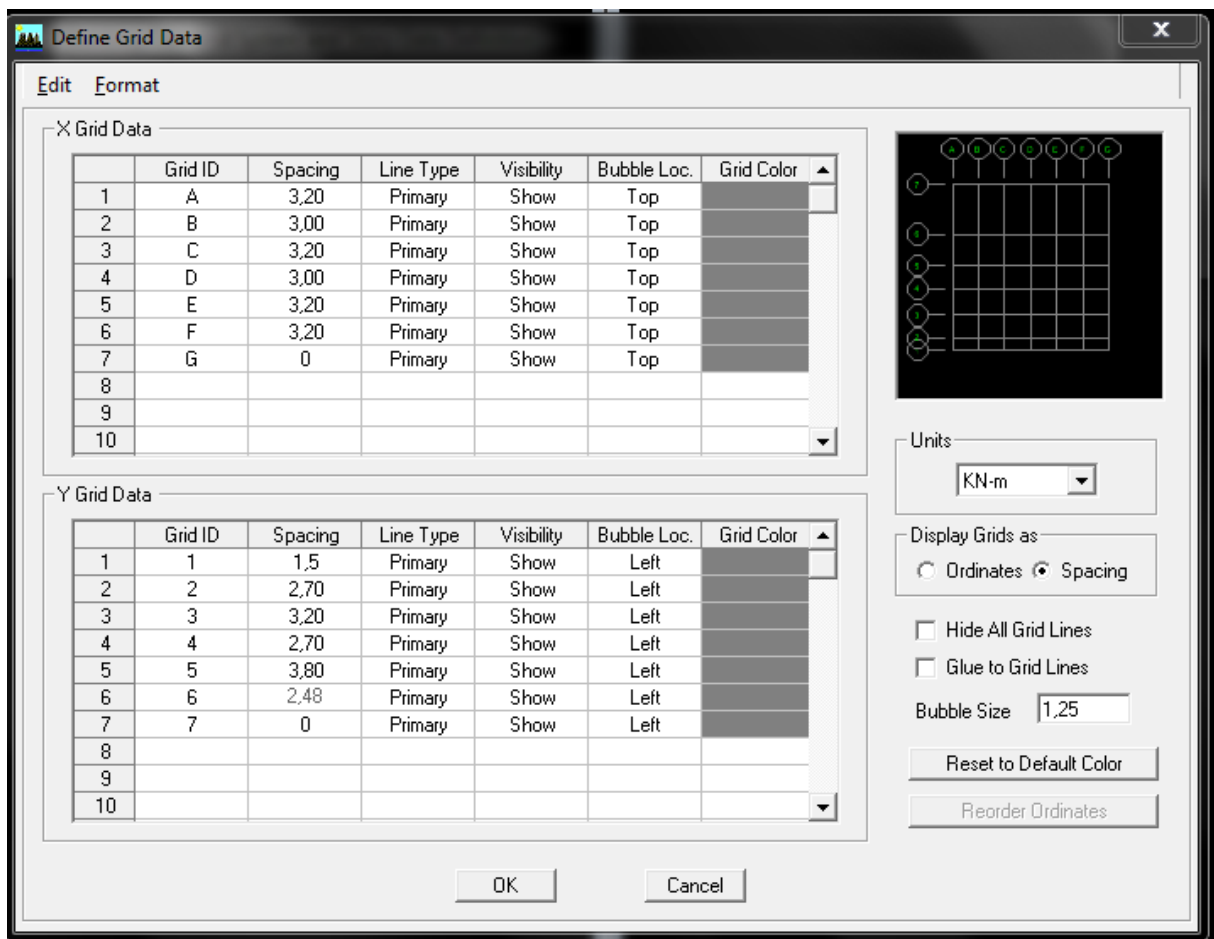 Define Grid Data
Edit Format
X Grid Data
Grid ID Spacing Line Type Visibility Bubble Loc. Grid Color
1 A 3,20 Primary Show Top
2 B 3,00 Primary Show Top
3 C 3,20 Primary Show Top
4 D 3,00 Primary Show Top
5 E 3,20 Primary Show Top
6 F 3,20 Primary Show Top
7 G 0 Primary Show Top
8
9
10
Y Grid Data
Grid ID Spacing Line Type Visibility Bubble Loc. Grid Color
1 1 1,5 Primary Show Left
2 2 2,70 Primary Show Left
3 3 3,20 Primary Show Left
4 4 2,70 Primary Show Left
5 5 3,80 Primary Show Left
6 6 2,48 Primary Show Left
7 7 0 Primary Show Left
8
9
10
A B C D E F G
7
6
5
4
3
2
Units
KN-m
Display Grids as
Ordinates Spacing
Hide All Grid Lines
Glue to Grid Lines
Bubble Size 1,25
Reset to Default Color
Reorder Ordinates
OK Cancel